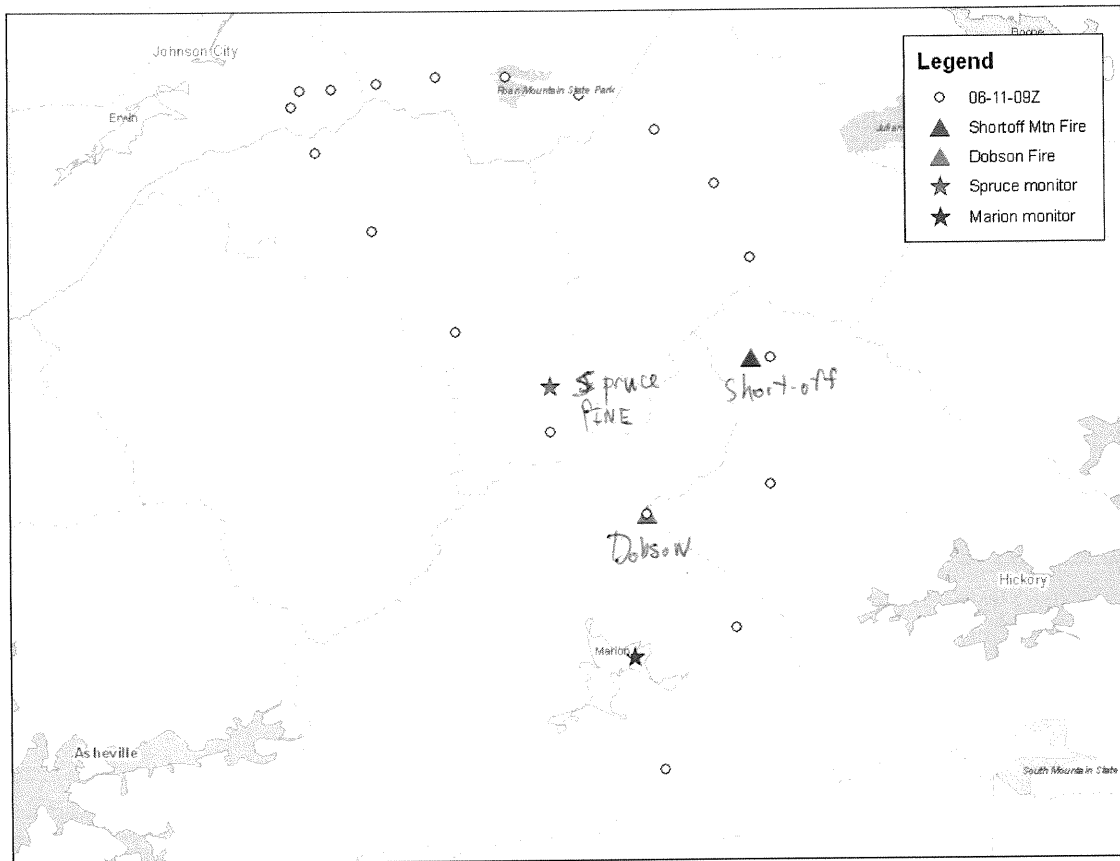 Johnson City
Boone
Legend
06-11-09Z
Shortoff Mtn Fire
Dobson Fire
Spruce monitor
Marion monitor
Roan Mountain State Park
Erwin
Julian
Spruce
PINE
Short-off
Dobson
Hickory
Marion
Asheville
South Mountain State